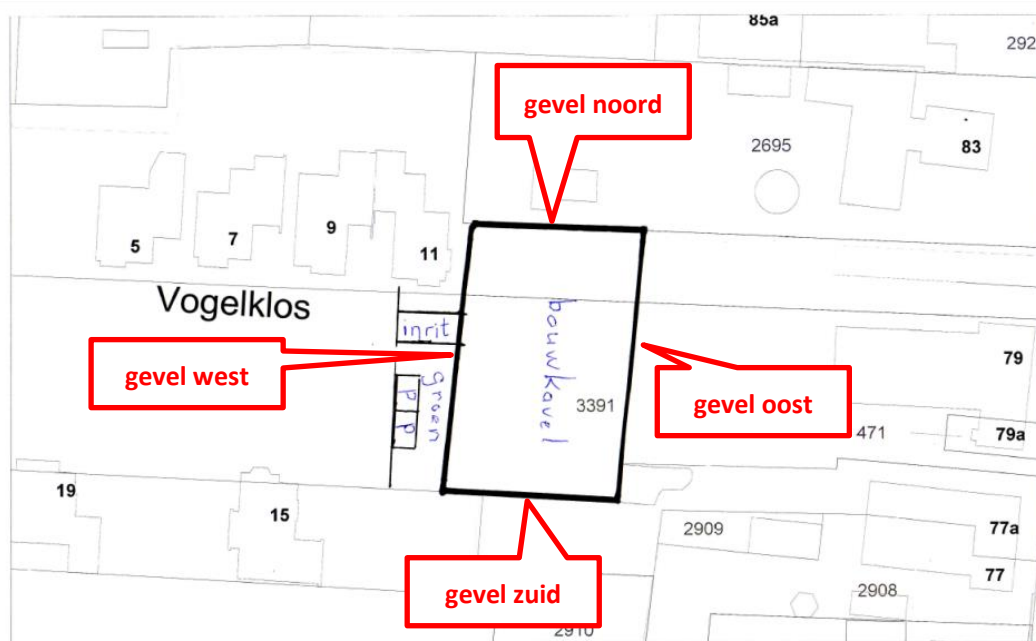 85a
292
gevel noord
2695
83
5
7
9
11
Vogelklos
inrit
bouwkavel
gevel west
79
groen
P
P
3391
gevel oost
471
79a
19
15
2909
77a
77
gevel zuid
2908
2910